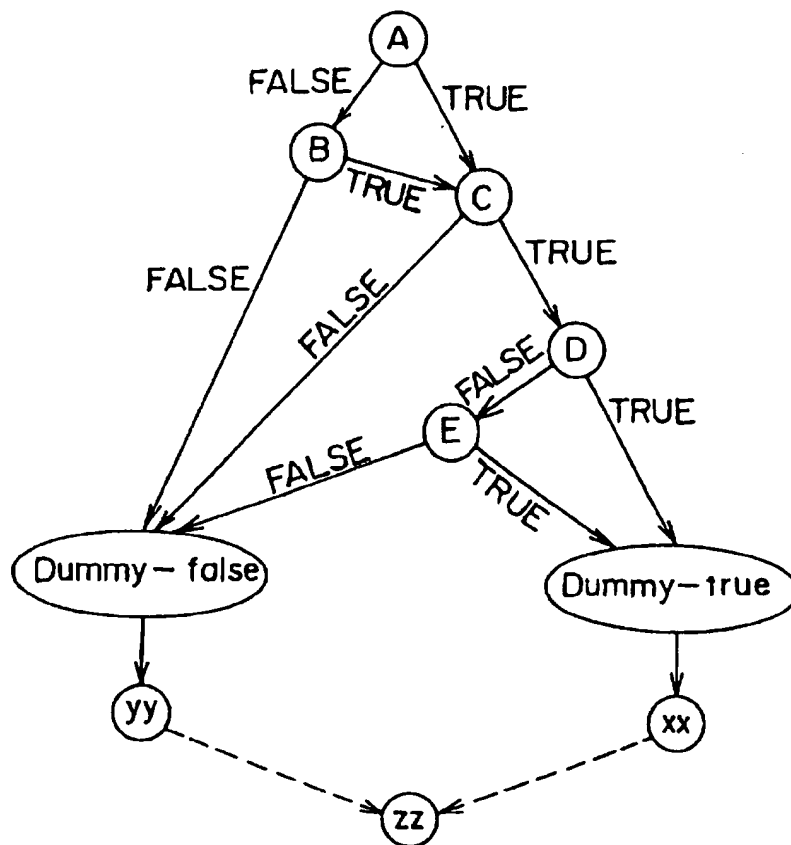 A
FALSE
TRUE
B
TRUE
C
FALSE
FALSE
TRUE
D
FALSE
TRUE
E
FALSE
TRUE
Dummy-false
Dummy-true
yy
xx
zz